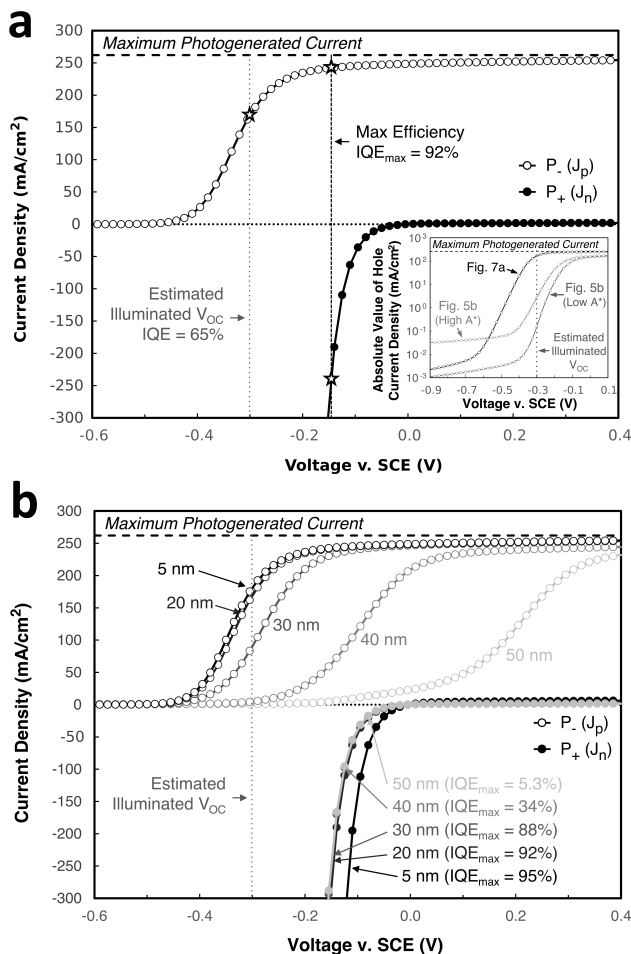 a
Maximum Photogenerated Current
300
250
200
150
100
50
0
-50
-100
-150
-200
-250
-300
Current Density (mA/cm²)
Max Efficiency
IQEmax = 92%
P₋ (Jp)
P₊ (Jn)
Estimated
Illuminated VOC
IQE = 65%
Maximum Photogenerated Current
Absolute Value of Hole
Current Density (mA/cm²)
10³
10²
10¹
10⁰
10⁻¹
10⁻²
10⁻³
Fig. 7a
Fig. 5b
(High A*)
Fig. 5b
(Low A*)
Estimated
Illuminated
VOC
-0.9 -0.7 -0.5 -0.3 -0.1 0.1
Voltage v. SCE (V)
-0.6 -0.4 -0.2 0.0 0.2 0.4
Voltage v. SCE (V)
b
Maximum Photogenerated Current
300
250
200
150
100
50
0
-50
-100
-150
-200
-250
-300
Current Density (mA/cm²)
5 nm
20 nm
30 nm
40 nm
50 nm
P₋ (Jp)
P₊ (Jn)
Estimated
Illuminated VOC
50 nm (IQEmax = 5.3%)
40 nm (IQEmax = 34%)
30 nm (IQEmax = 88%)
20 nm (IQEmax = 92%)
5 nm (IQEmax = 95%)
-0.6 -0.4 -0.2 0.0 0.2 0.4
Voltage v. SCE (V)